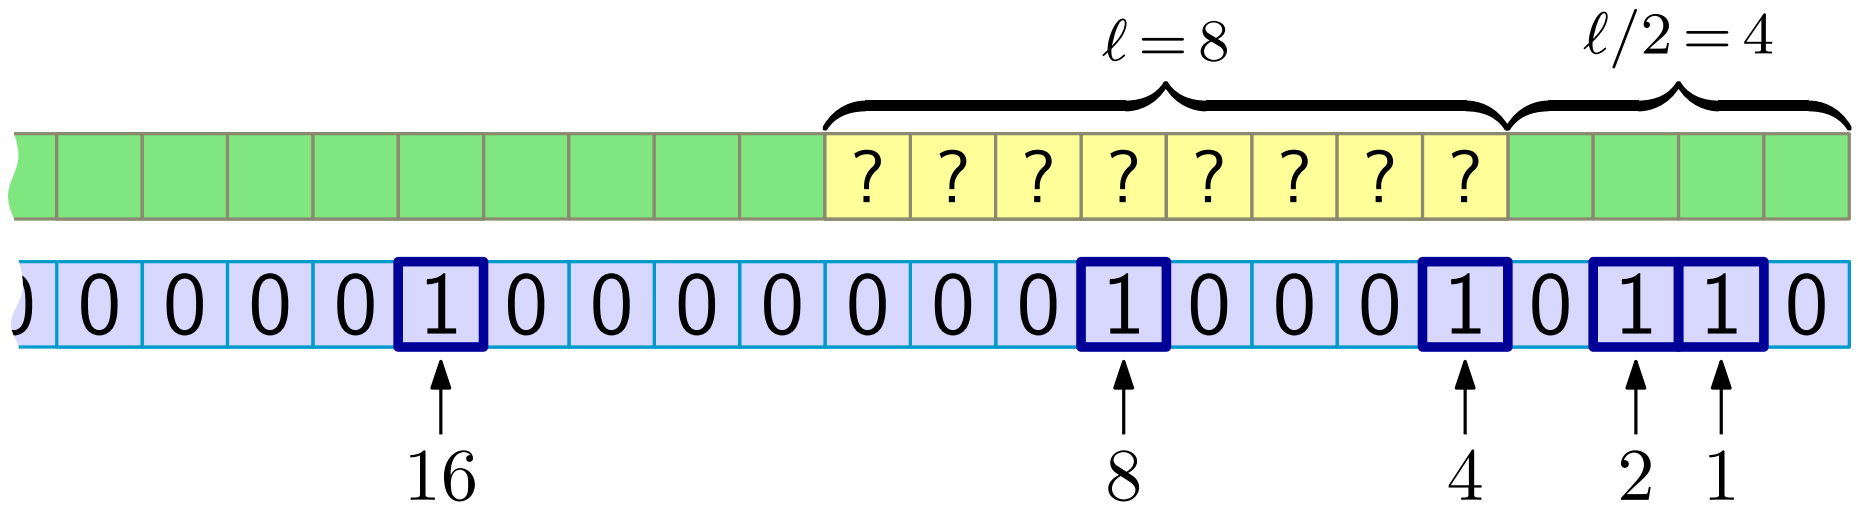 ℓ = 8 ℓ/2 = 4
? ? ? ? ? ? ? ?
0 0 0 0 0 1 0 0 0 0 0 0 0 1 0 0 0 1 0 1 1 0
16 8 4 2 1